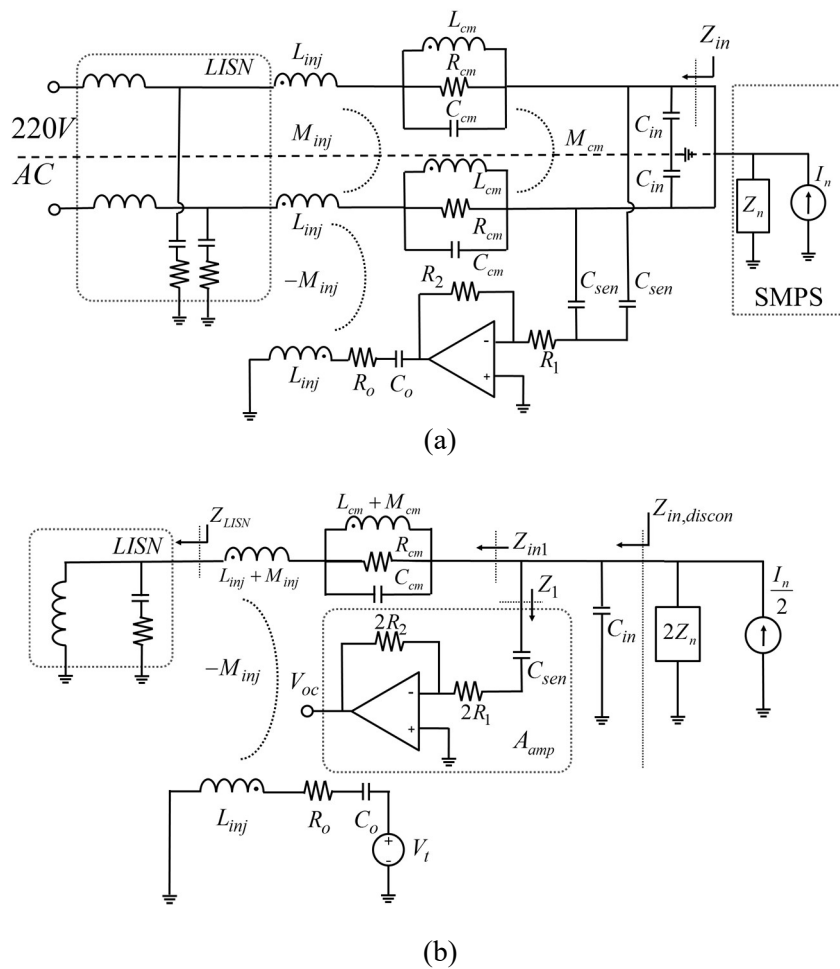 L_cm
L_inj
LISN
R_cm
C_cm
Z_in
220V
AC
M_inj
M_cm
C_in
C_in
L_cm
L_inj
R_cm
C_cm
Z_n
I_n
-M_inj
R_2
C_sen
C_sen
SMPS
-
+
R_1
L_inj
R_o
C_o
(a)
L_cm + M_cm
Z_LISN
LISN
R_cm
C_cm
L_inj + M_inj
Z_in1
Z_in,discon
Z_1
I_n
2
C_in
2Z_n
-M_inj
2R_2
V_oc
-
+
2R_1
C_sen
A_amp
L_inj
R_o
C_o
+
-
V_t
(b)